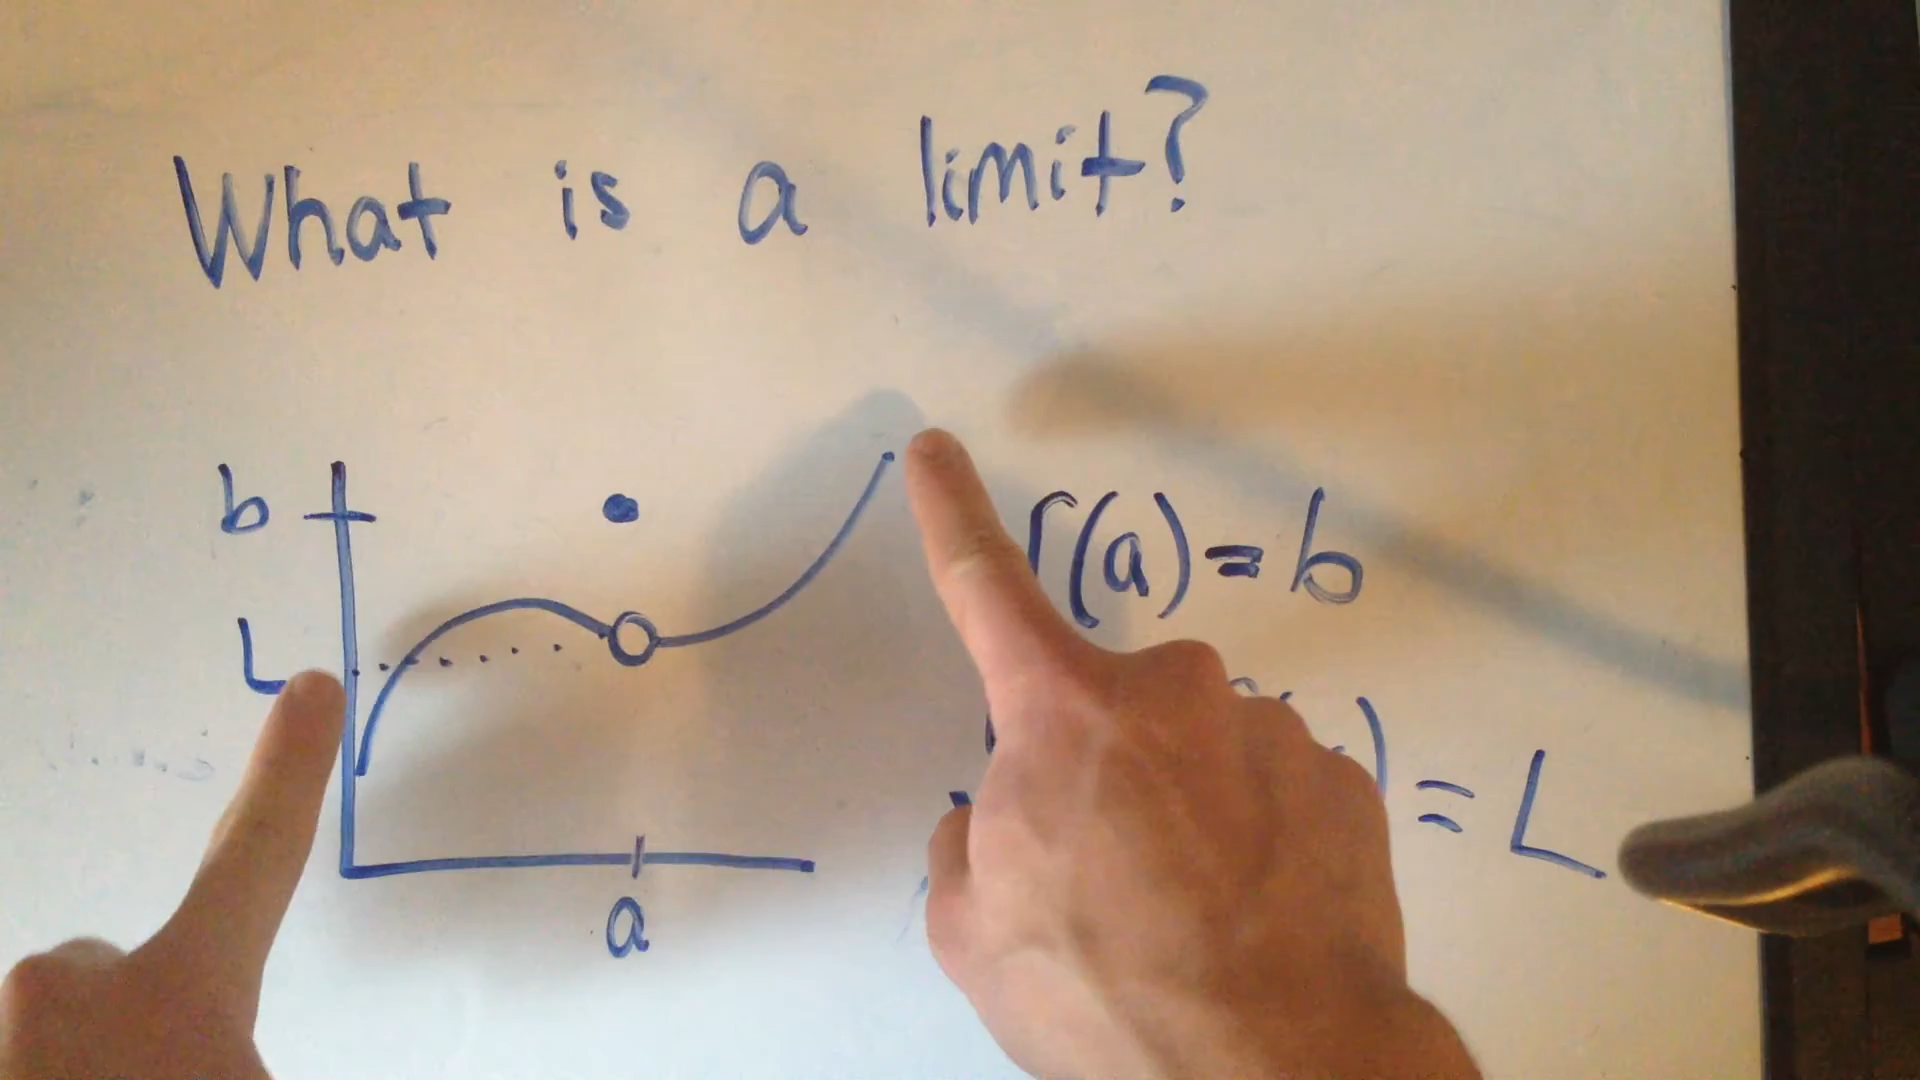 What is a limit?
b
L
a
(a) = b
) = L